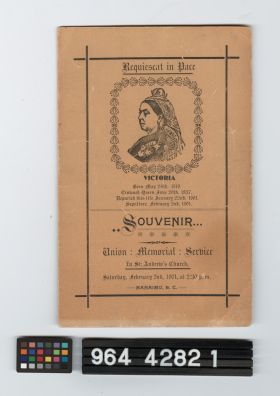 Requiescat in Pace
VICTORIA
Born May 24th, 1819.
Crowned Queen June 28th, 1837.
Departed this life January 22nd, 1901.
Sepulture February 2nd, 1901.
..SOUVENIR...
Union : Memorial : Service
In St. Andrew's Church,
Saturday, February 2nd, 1901, at 2:30 p.m.
—NANAIMO, B. C.—
964 4282 1